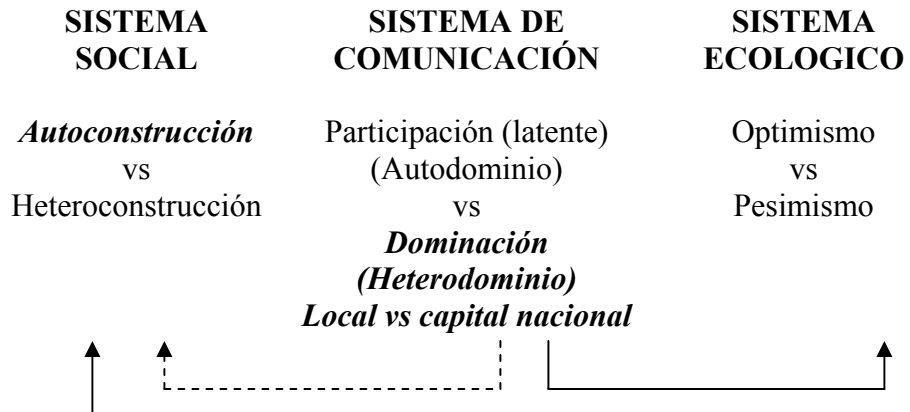 SISTEMA
SOCIAL
Autoconstrucción
vs
Heteroconstrucción
SISTEMA DE
COMUNICACIÓN
Participación (latente)
(Autodominio)
vs
Dominación
(Heterodominio)
Local vs capital nacional
SISTEMA
ECOLOGICO
Optimismo
vs
Pesimismo